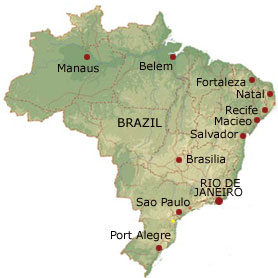 Manaus
Belem
Fortaleza
Natal
Recife
Macieo
Salvador
BRAZIL
Brasilia
RIO DE
JANEIRO
Sao Paulo
Port Alegre